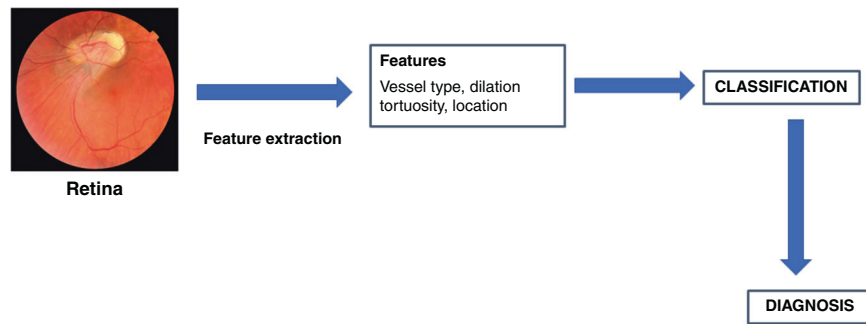 Retina
Feature extraction
Features
Vessel type, dilation
tortuosity, location
CLASSIFICATION
DIAGNOSIS